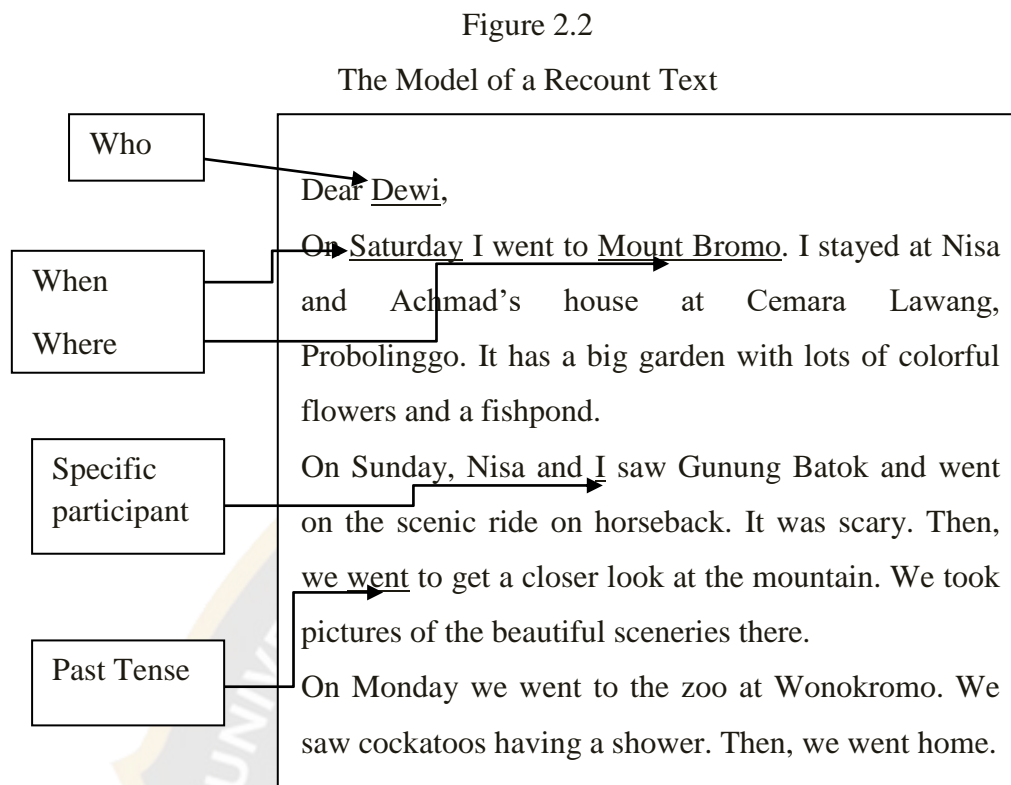 Figure 2.2
The Model of a Recount Text
Who
Dear Dewi,
On Saturday I went to Mount Bromo. I stayed at Nisa
When
and Achmad’s house at Cemara Lawang,
Where
Probolinggo. It has a big garden with lots of colorful
flowers and a fishpond.
Specific
participant
On Sunday, Nisa and I saw Gunung Batok and went
on the scenic ride on horseback. It was scary. Then,
we went to get a closer look at the mountain. We took
pictures of the beautiful sceneries there.
Past Tense
On Monday we went to the zoo at Wonokromo. We
saw cockatoos having a shower. Then, we went home.
UNIVE